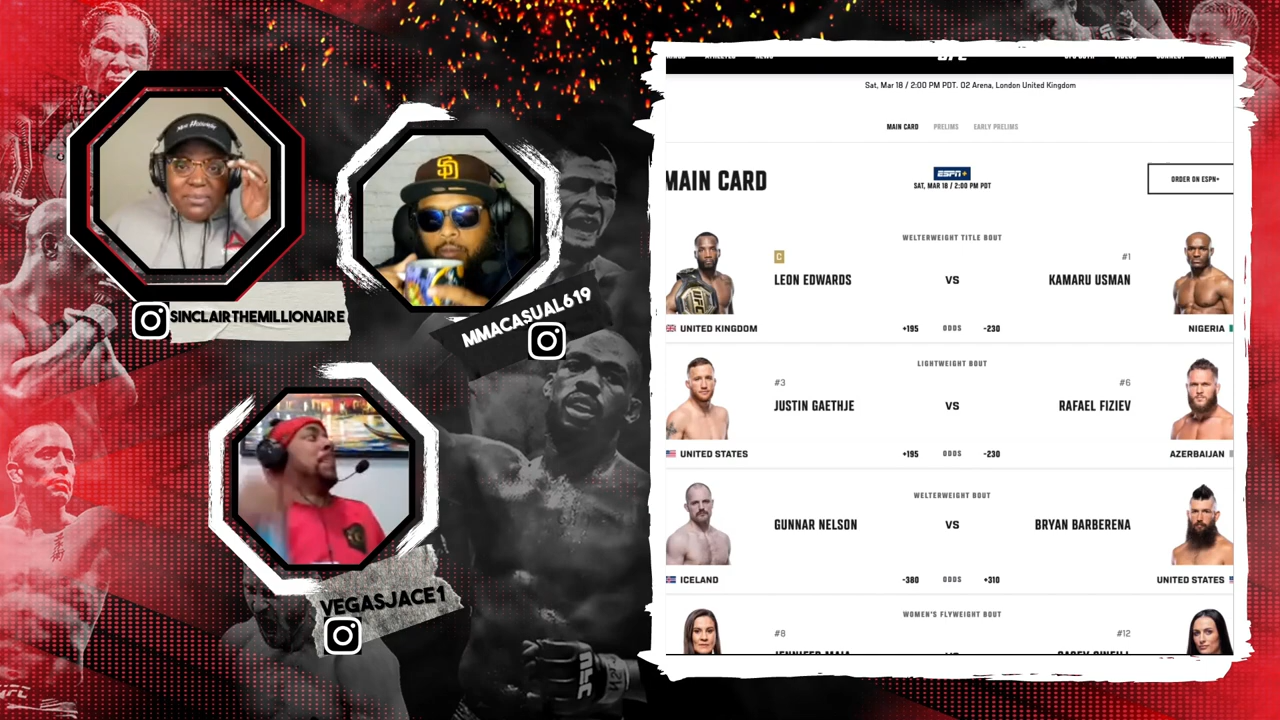 SINCLAIRTHEMILLIONAIRE
MMACASUAL619
VEGASJACE1
SD
UFC
Sat, Mar 18 / 2:00 PM PDT. O2 Arena, London United Kingdom
MAIN CARD PRELIMS EARLY PRELIMS
MAIN CARD
ESPN+
SAT, MAR 18 / 2:00 PM PDT
ORDER ON ESPN+
WELTERWEIGHT TITLE BOUT
C #1
LEON EDWARDS VS KAMARU USMAN
UNITED KINGDOM +195 ODDS -230 NIGERIA
LIGHTWEIGHT BOUT
#3 #6
JUSTIN GAETHJE VS RAFAEL FIZIEV
UNITED STATES +195 ODDS -230 AZERBAIJAN
WELTERWEIGHT BOUT
GUNNAR NELSON VS BRYAN BARBERENA
ICELAND -380 ODDS +310 UNITED STATES
WOMEN'S FLYWEIGHT BOUT
#8 #12